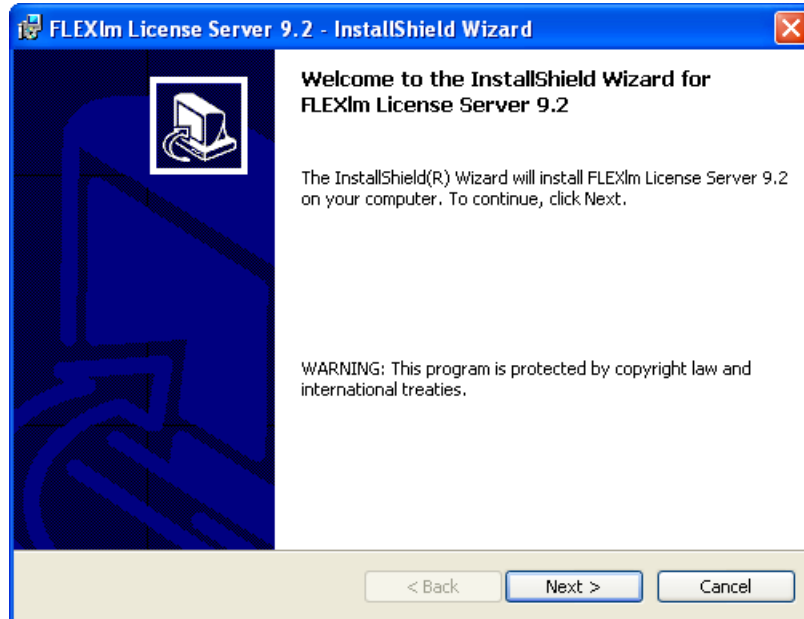 FLEXlm License Server 9.2 - InstallShield Wizard
Welcome to the InstallShield Wizard for
FLEXlm License Server 9.2
The InstallShield(R) Wizard will install FLEXlm License Server 9.2
on your computer. To continue, click Next.
WARNING: This program is protected by copyright law and
international treaties.
< Back
Next >
Cancel